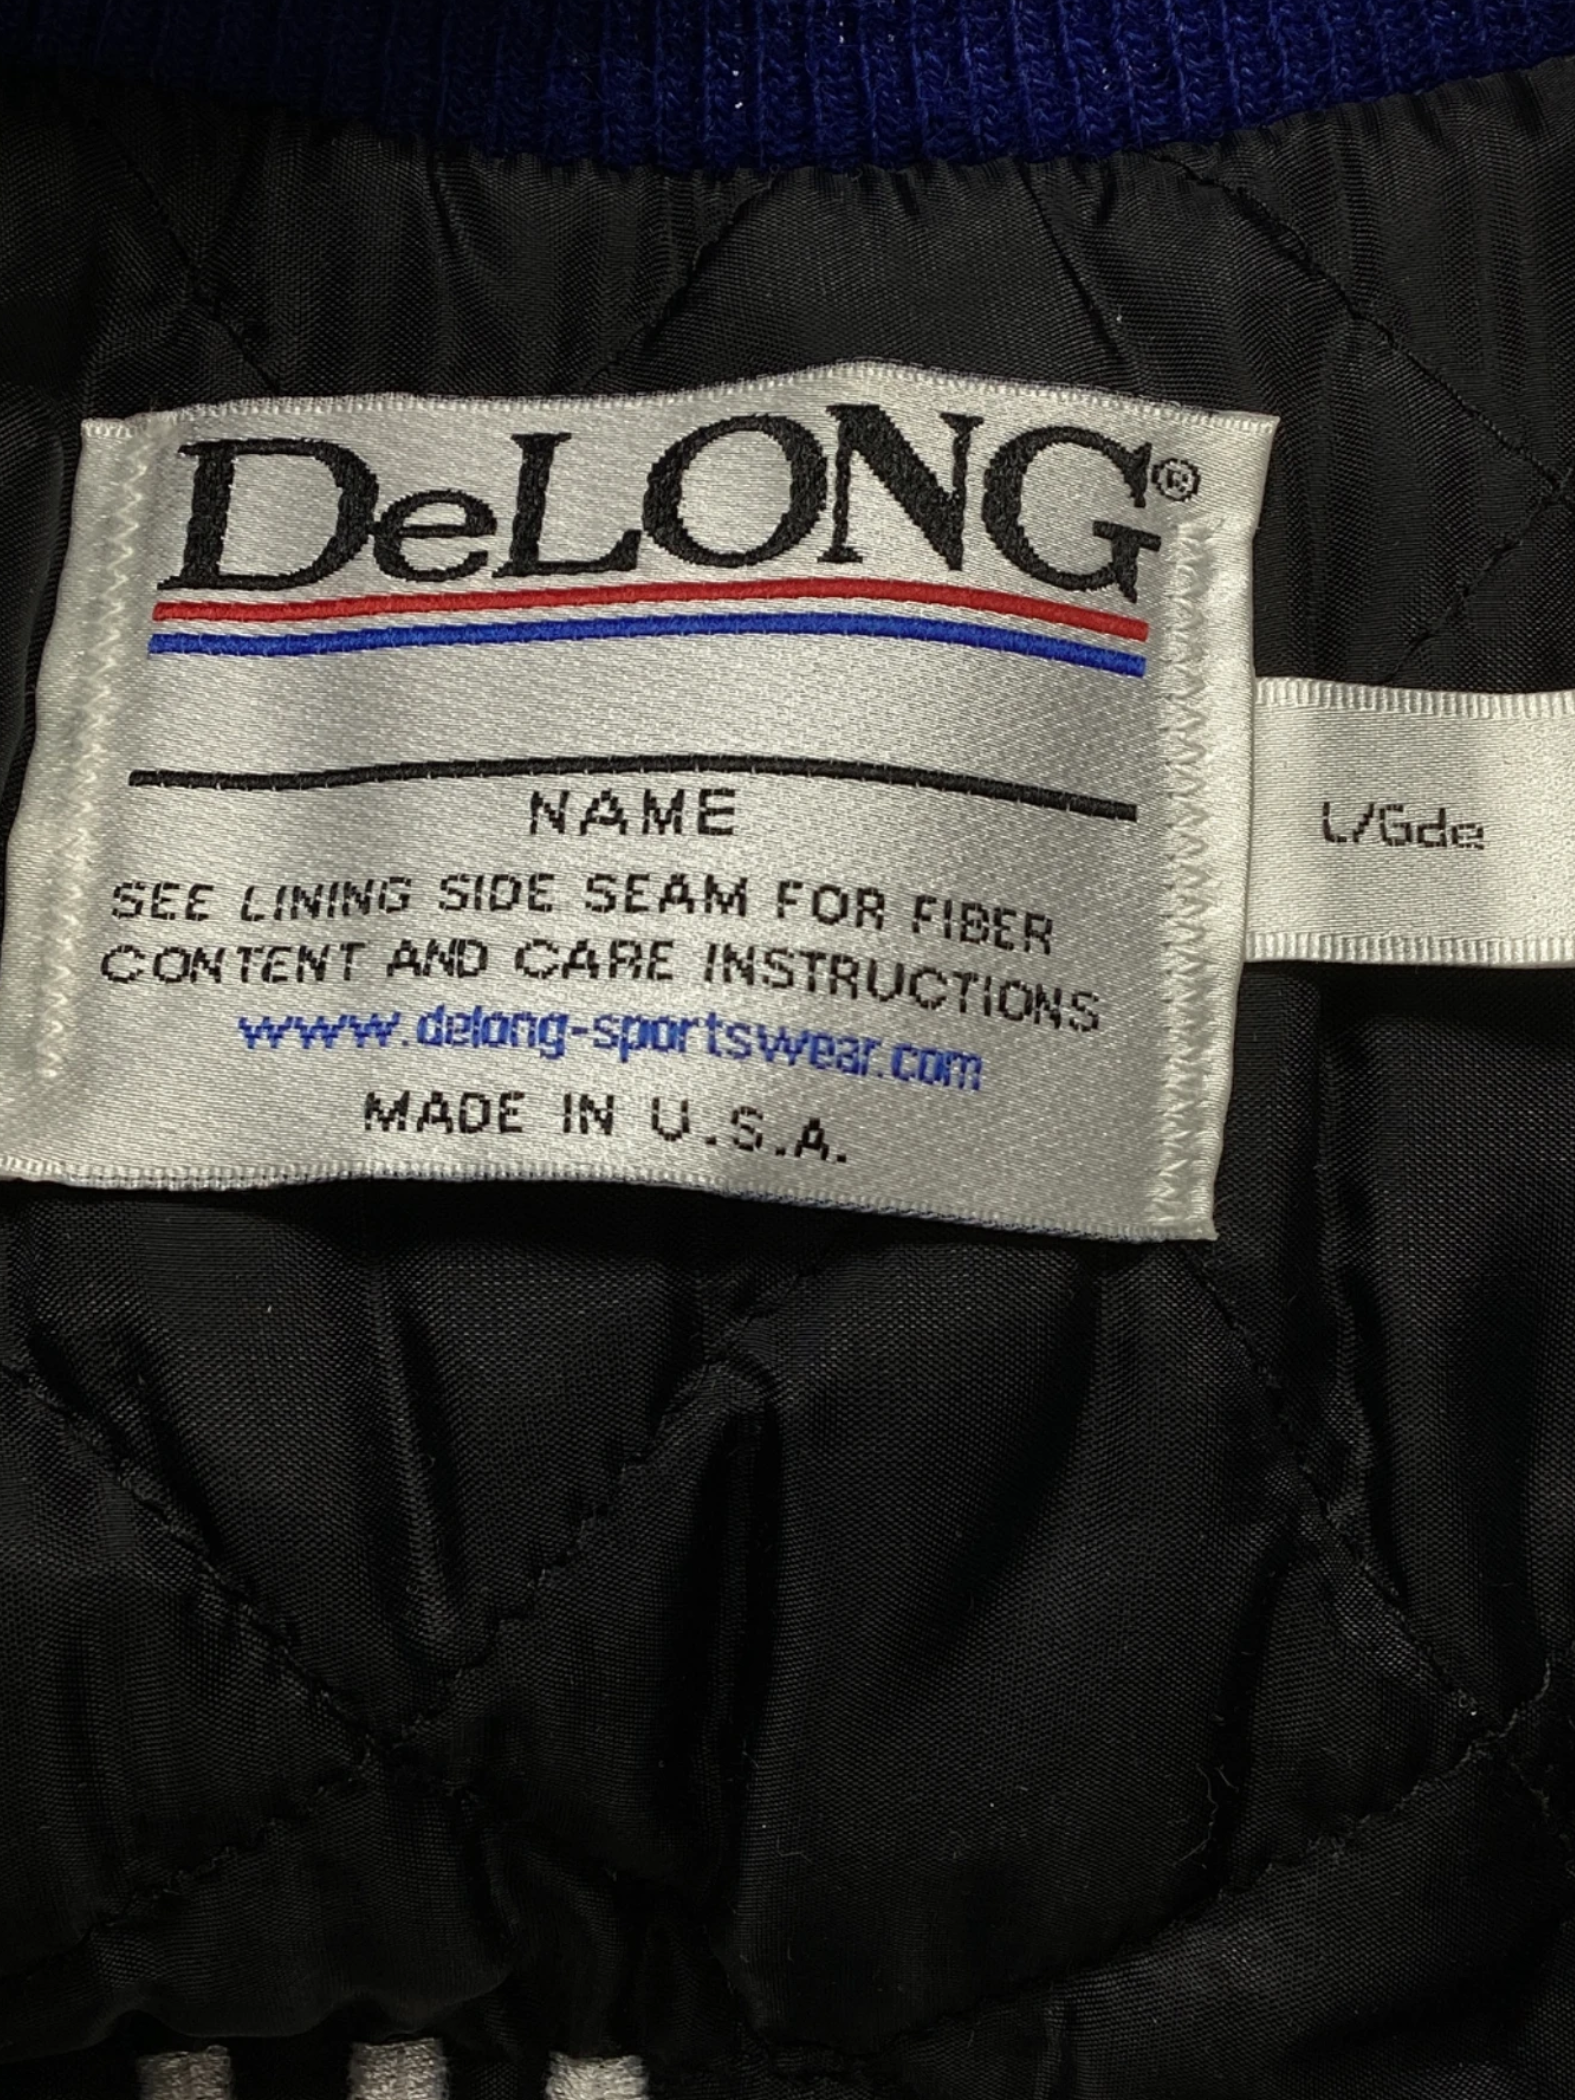 DeLONG®
NAME
SEE LINING SIDE SEAM FOR FIBER
CONTENT AND CARE INSTRUCTIONS
www.delong-sportswear.com
MADE IN U.S.A.
L/Gde